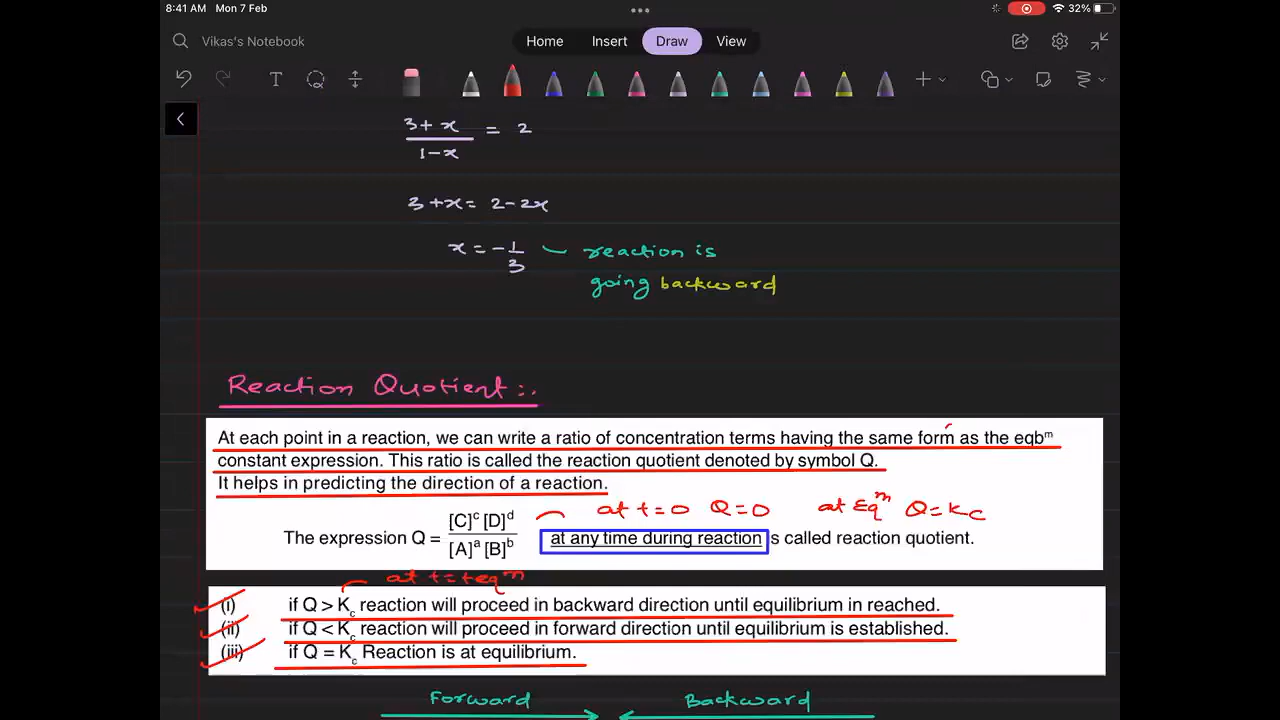 8:41 AM Mon 7 Feb
32%
Vikas's Notebook
Home Insert Draw View
3+x / 1-x = 2
3+x = 2-2x
x = -1/3 reaction is
going backward
Reaction Quotient:.
At each point in a reaction, we can write a ratio of concentration terms having the same form as the eqbᵐ
constant expression. This ratio is called the reaction quotient denoted by symbol Q.
It helps in predicting the direction of a reaction.
at t=0 Q=0 at Eqᵐ Q=Kc
The expression Q = [C]ᶜ [D]ᵈ / [A]ᵃ [B]ᵇ at any time during reaction is called reaction quotient.
at t=t eqᵐ
(i) if Q > Kc reaction will proceed in backward direction until equilibrium in reached.
(ii) if Q < Kc reaction will proceed in forward direction until equilibrium is established.
(iii) if Q = Kc Reaction is at equilibrium.
Forward Backward